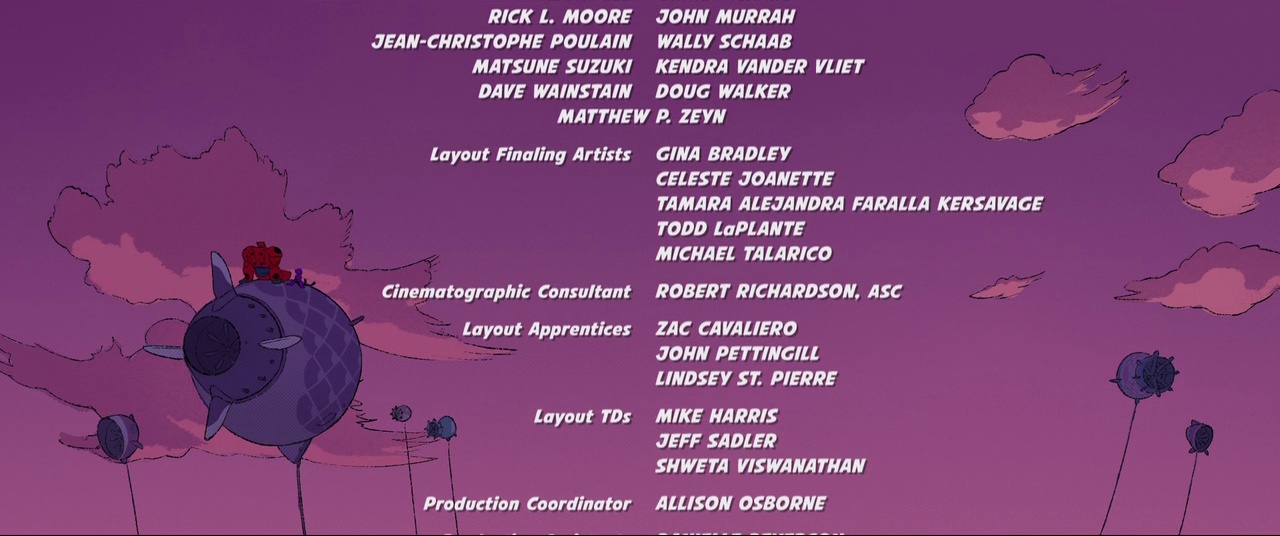 RICK L. MOORE JOHN MURRAH
JEAN-CHRISTOPHE POULAIN WALLY SCHAAB
MATSUNE SUZUKI KENDRA VANDER VLIET
DAVE WAINSTAIN DOUG WALKER
MATTHEW P. ZEYN
Layout Finaling Artists GINA BRADLEY
CELESTE JOANETTE
TAMARA ALEJANDRA FARALLA KERSAVAGE
TODD LaPLANTE
MICHAEL TALARICO
Cinematographic Consultant ROBERT RICHARDSON, ASC
Layout Apprentices ZAC CAVALIERO
JOHN PETTINGILL
LINDSEY ST. PIERRE
Layout TDs MIKE HARRIS
JEFF SADLER
SHWETA VISWANATHAN
Production Coordinator ALLISON OSBORNE